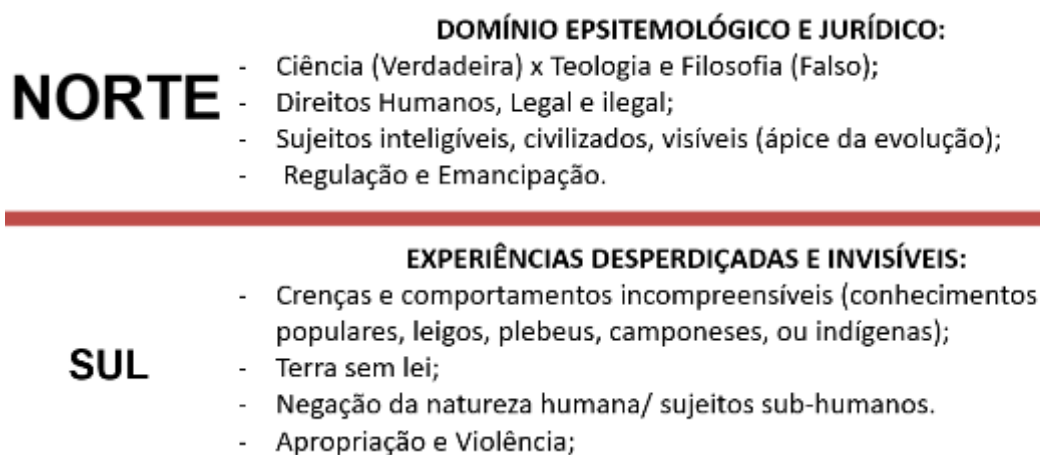 DOMÍNIO EPSITEMOLÓGICO E JURÍDICO:
NORTE
- Ciência (Verdadeira) x Teologia e Filosofia (Falso);
- Direitos Humanos, Legal e ilegal;
- Sujeitos inteligíveis, civilizados, visíveis (ápice da evolução);
- Regulação e Emancipação.
EXPERIÊNCIAS DESPERDIÇADAS E INVISÍVEIS:
SUL
- Crenças e comportamentos incompreensíveis (conhecimentos
populares, leigos, plebeus, camponeses, ou indígenas);
- Terra sem lei;
- Negação da natureza humana/ sujeitos sub-humanos.
- Apropriação e Violência;